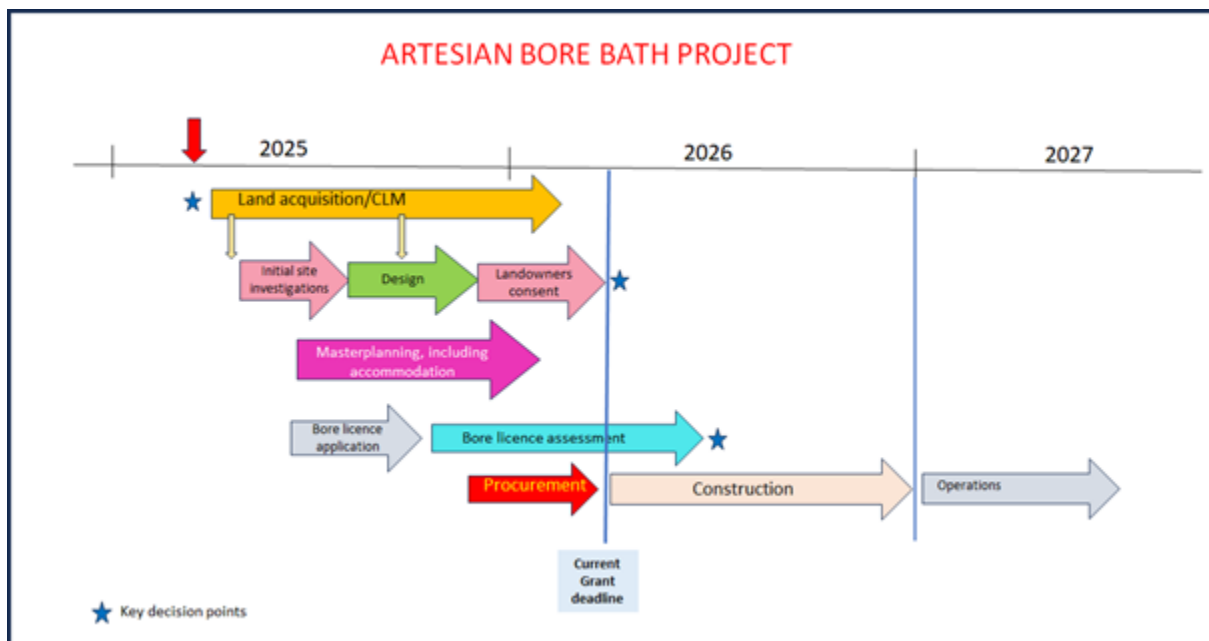 ARTESIAN BORE BATH PROJECT
2025
2026
2027
Land acquisition/CLM
Initial site
investigations
Design
Landowners
consent
Masterplanning, including
accommodation
Bore licence
application
Bore licence assessment
Procurement
Construction
Operations
Current
Grant
deadline
Key decision points